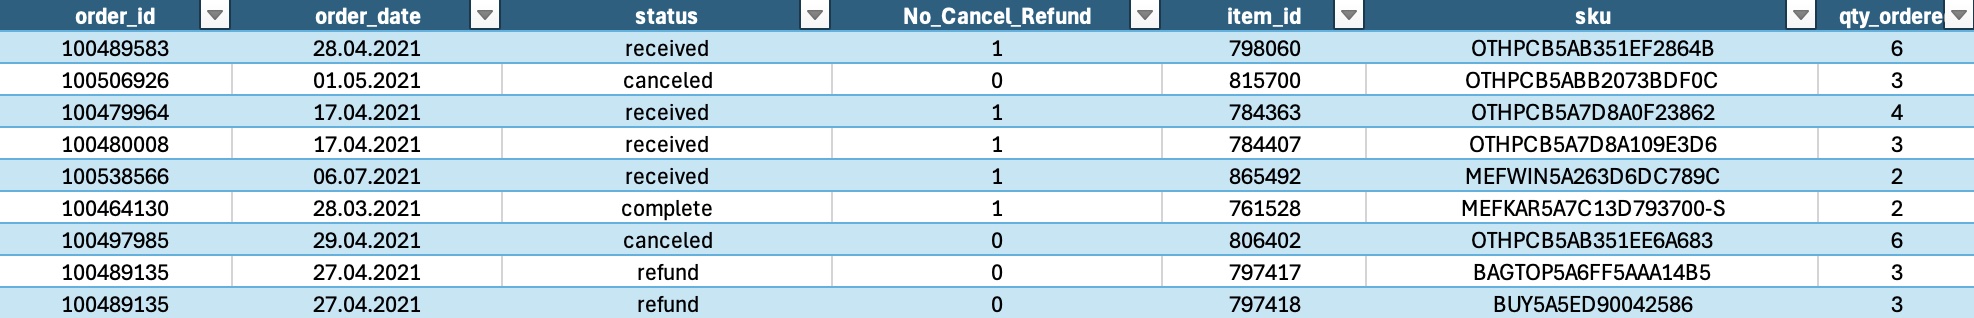 order_id order_date status No_Cancel_Refund item_id sku qty_ordere
100489583 28.04.2021 received 1 798060 OTHPCB5AB351EF2864B 6
100506926 01.05.2021 canceled 0 815700 OTHPCB5ABB2073BDF0C 3
100479964 17.04.2021 received 1 784363 OTHPCB5A7D8A0F23862 4
100480008 17.04.2021 received 1 784407 OTHPCB5A7D8A109E3D6 3
100538566 06.07.2021 received 1 865492 MEFWIN5A263D6DC789C 2
100464130 28.03.2021 complete 1 761528 MEFKAR5A7C13D793700-S 2
100497985 29.04.2021 canceled 0 806402 OTHPCB5AB351EE6A683 6
100489135 27.04.2021 refund 0 797417 BAGTOP5A6FF5AAA14B5 3
100489135 27.04.2021 refund 0 797418 BUY5A5ED90042586 3